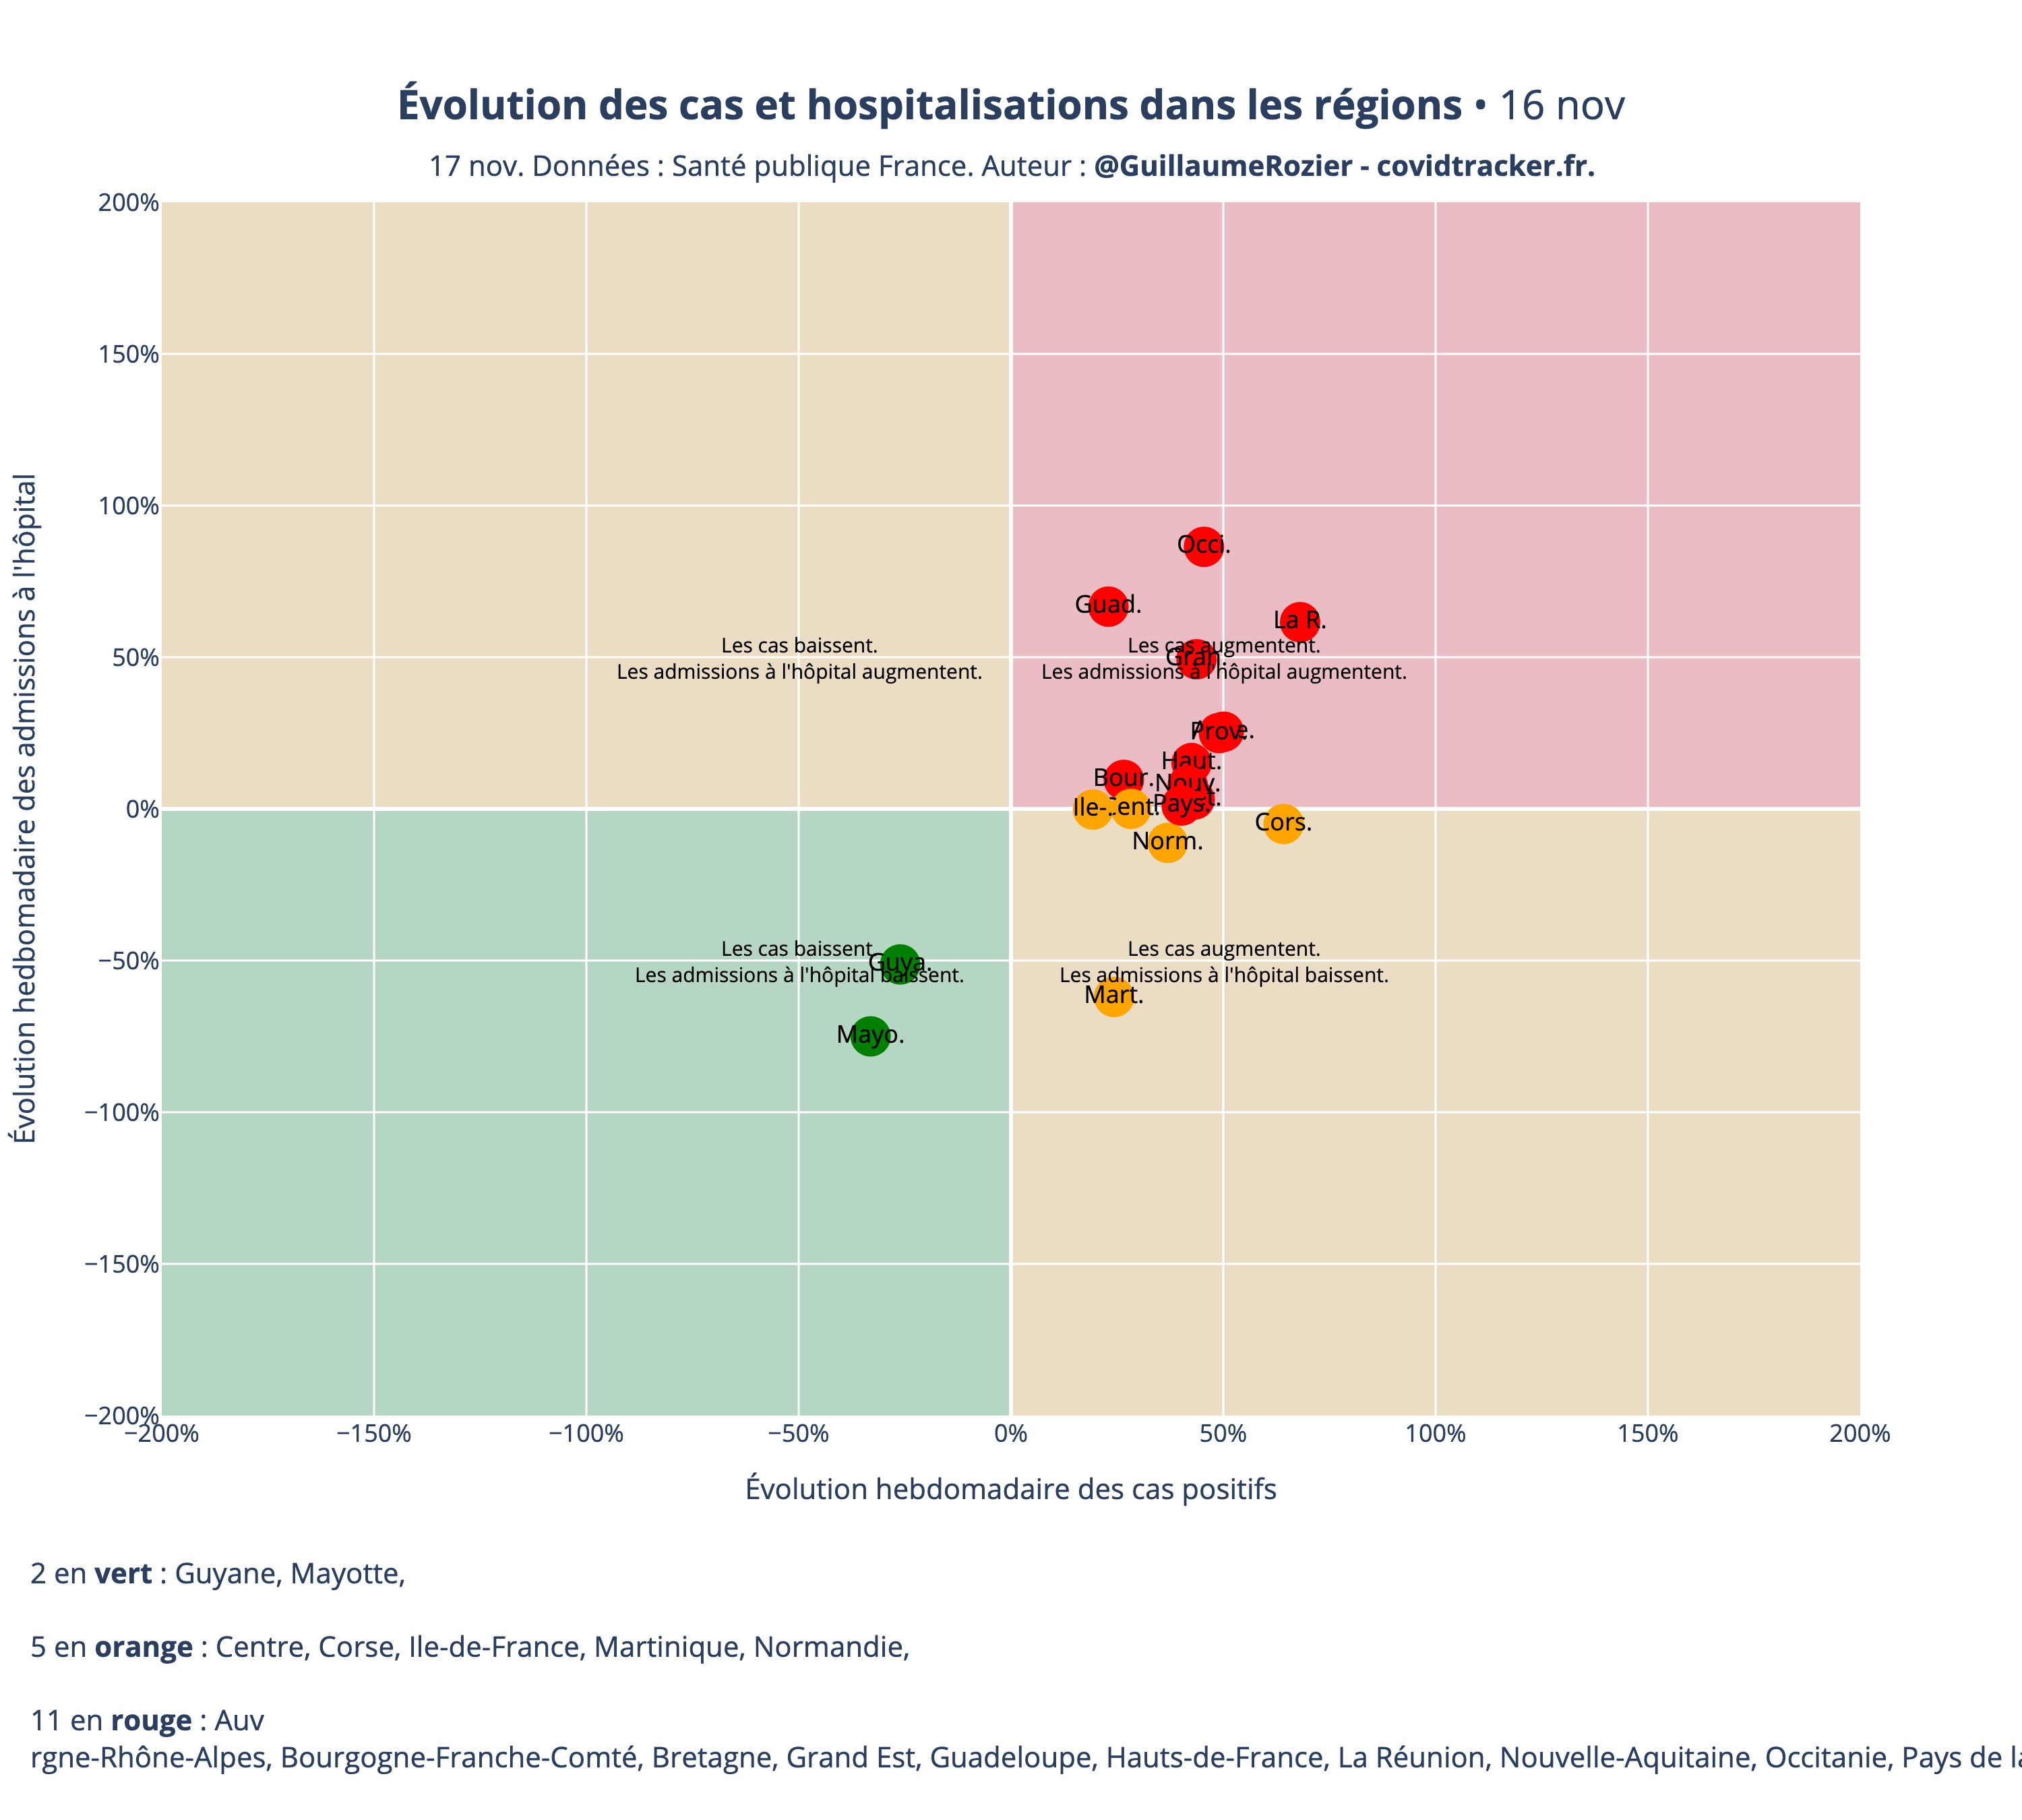 Évolution des cas et hospitalisations dans les régions • 16 nov
17 nov. Données : Santé publique France. Auteur : @GuillaumeRozier - covidtracker.fr.
Évolution hedbomadaire des admissions à l'hôpital
200%
150%
100%
50%
0%
−50%
−100%
−150%
−200%
Occi.
Guad.
La R.
Les cas baissent.
Les admissions à l'hôpital augmentent.
Les cas augmentent.
Gran.
Les admissions à l'hôpital augmentent.
Prov.
Haut.
Bour.
Nouv.
Ile-.
Pays.
Cors.
Norm.
Les cas baissent.
Guya.
Les admissions à l'hôpital baissent.
Les cas augmentent.
Les admissions à l'hôpital baissent.
Mart.
Mayo.
−200%
−150%
−100%
−50%
0%
50%
100%
150%
200%
Évolution hebdomadaire des cas positifs
2 en vert : Guyane, Mayotte,
5 en orange : Centre, Corse, Ile-de-France, Martinique, Normandie,
11 en rouge : Auv
rgne-Rhône-Alpes, Bourgogne-Franche-Comté, Bretagne, Grand Est, Guadeloupe, Hauts-de-France, La Réunion, Nouvelle-Aquitaine, Occitanie, Pays de la